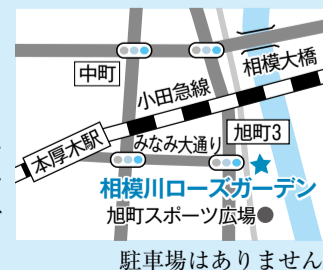 相模大橋
中町
小田急線
旭町3
本厚木駅
みなみ大通り
相模川ローズガーデン
旭町スポーツ広場
駐車場はありません